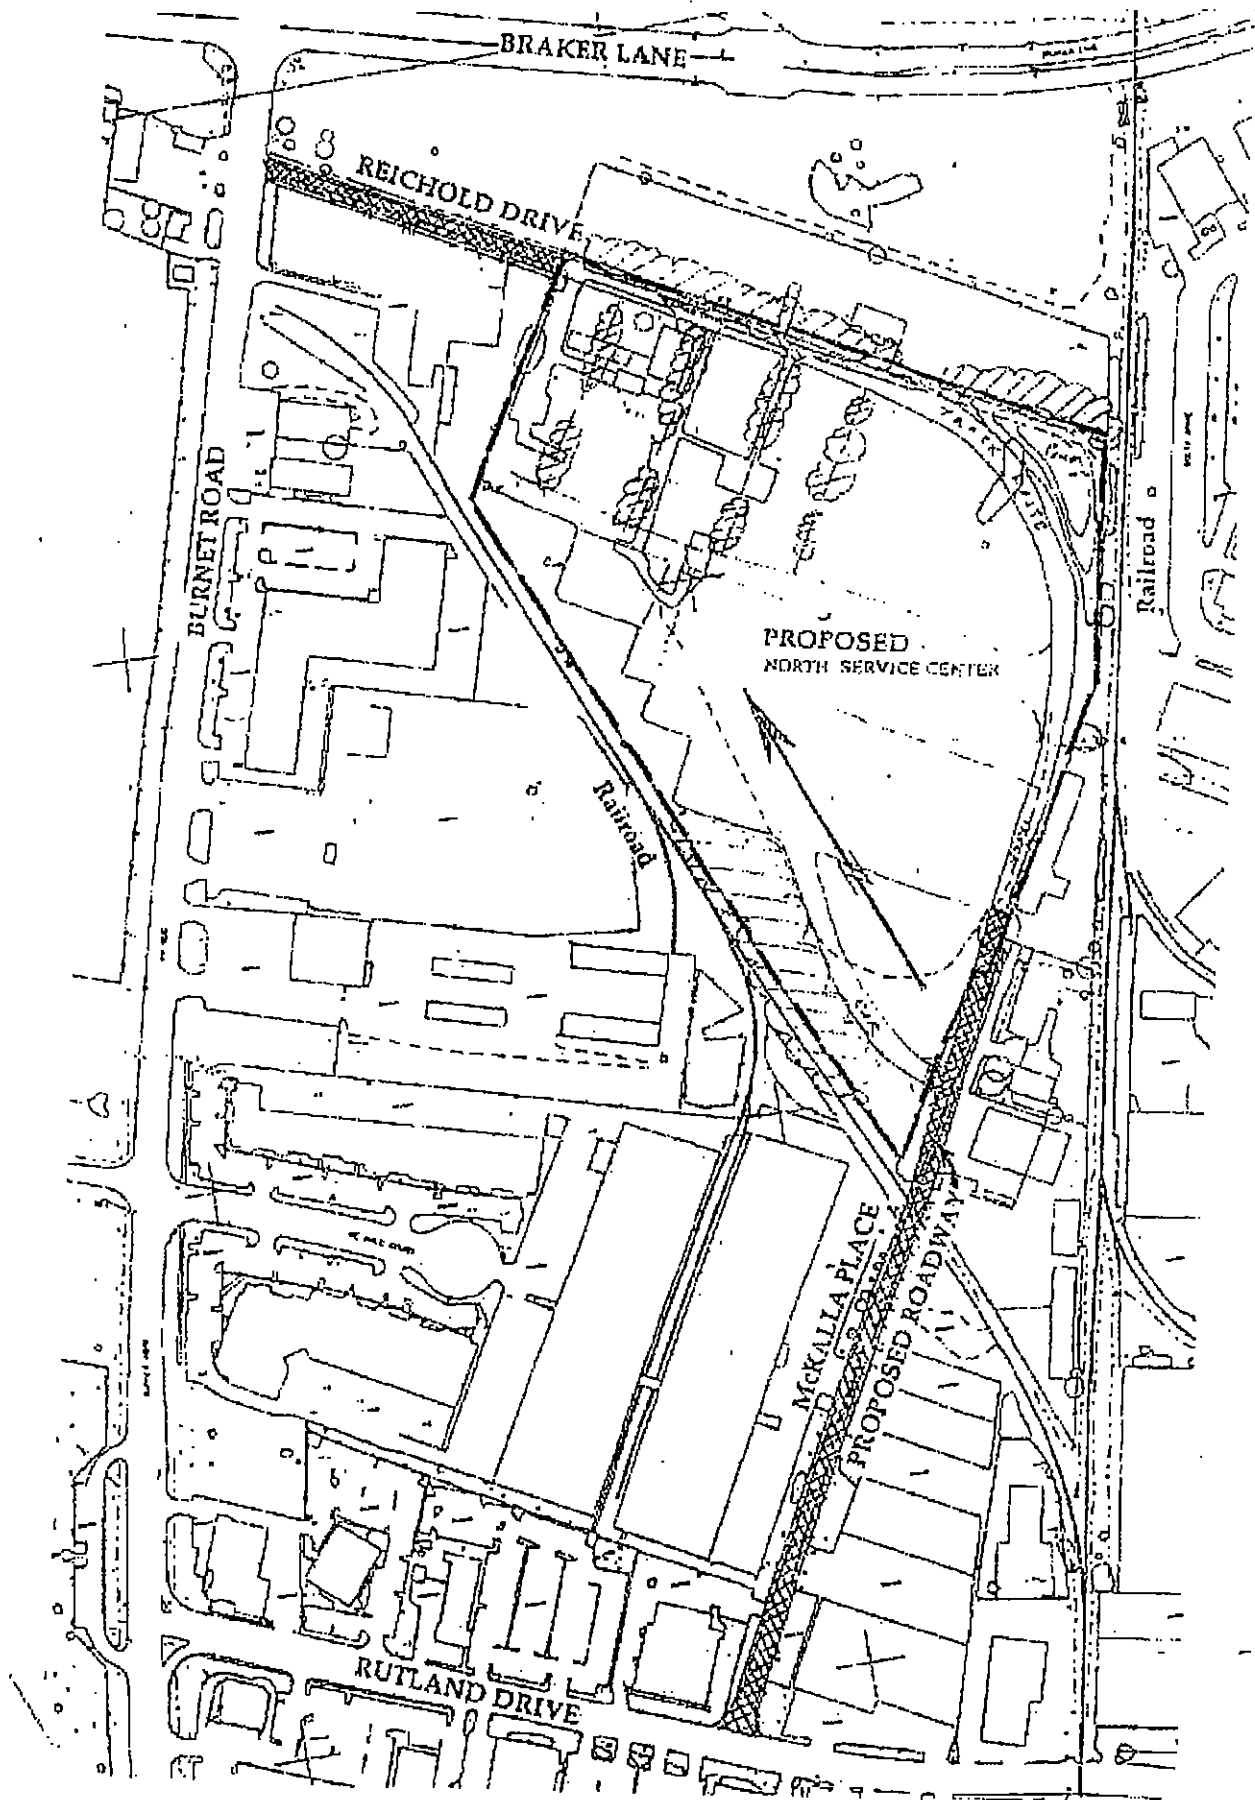 BRAKER LANE
REICHOLD DRIVE
BURNET ROAD
Railroad
PROPOSED
NORTH SERVICE CENTER
Railroad
McKALLA PLACE
PROPOSED ROADWAY
RUTLAND DRIVE